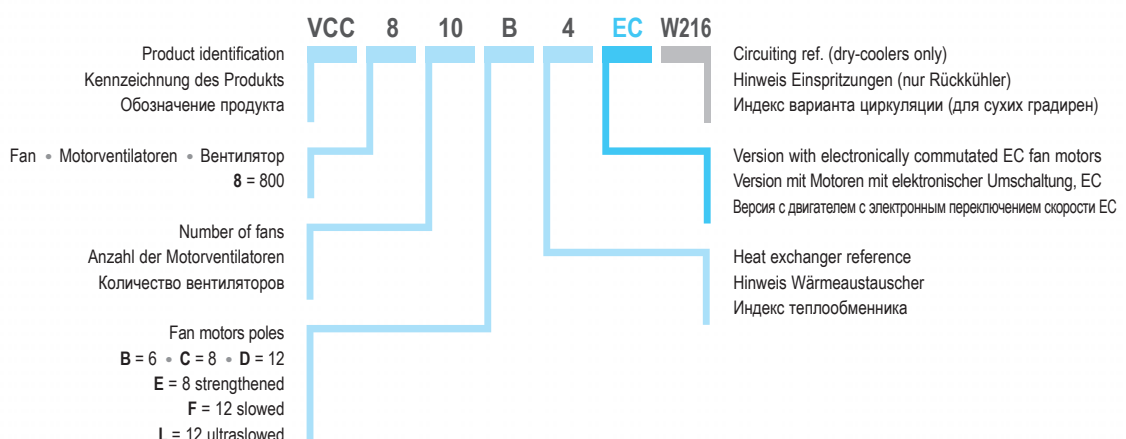 VCC 8 10 B 4 EC W216
Product identification
Kennzeichnung des Produkts
Обозначение продукта
Fan • Motorventilatoren • Вентилятор
8 = 800
Number of fans
Anzahl der Motorventilatoren
Количество вентиляторов
Fan motors poles
B = 6 • C = 8 • D = 12
E = 8 strengthened
F = 12 slowed
L = 12 ultraslowed
Circuiting ref. (dry-coolers only)
Hinweis Einspritzungen (nur Rückkühler)
Индекс варианта циркуляции (для сухих градирен)
Version with electronically commutated EC fan motors
Version mit Motoren mit elektronischer Umschaltung, EC
Версия с двигателем с электронным переключением скорости EC
Heat exchanger reference
Hinweis Wärmeaustauscher
Индекс теплообменника